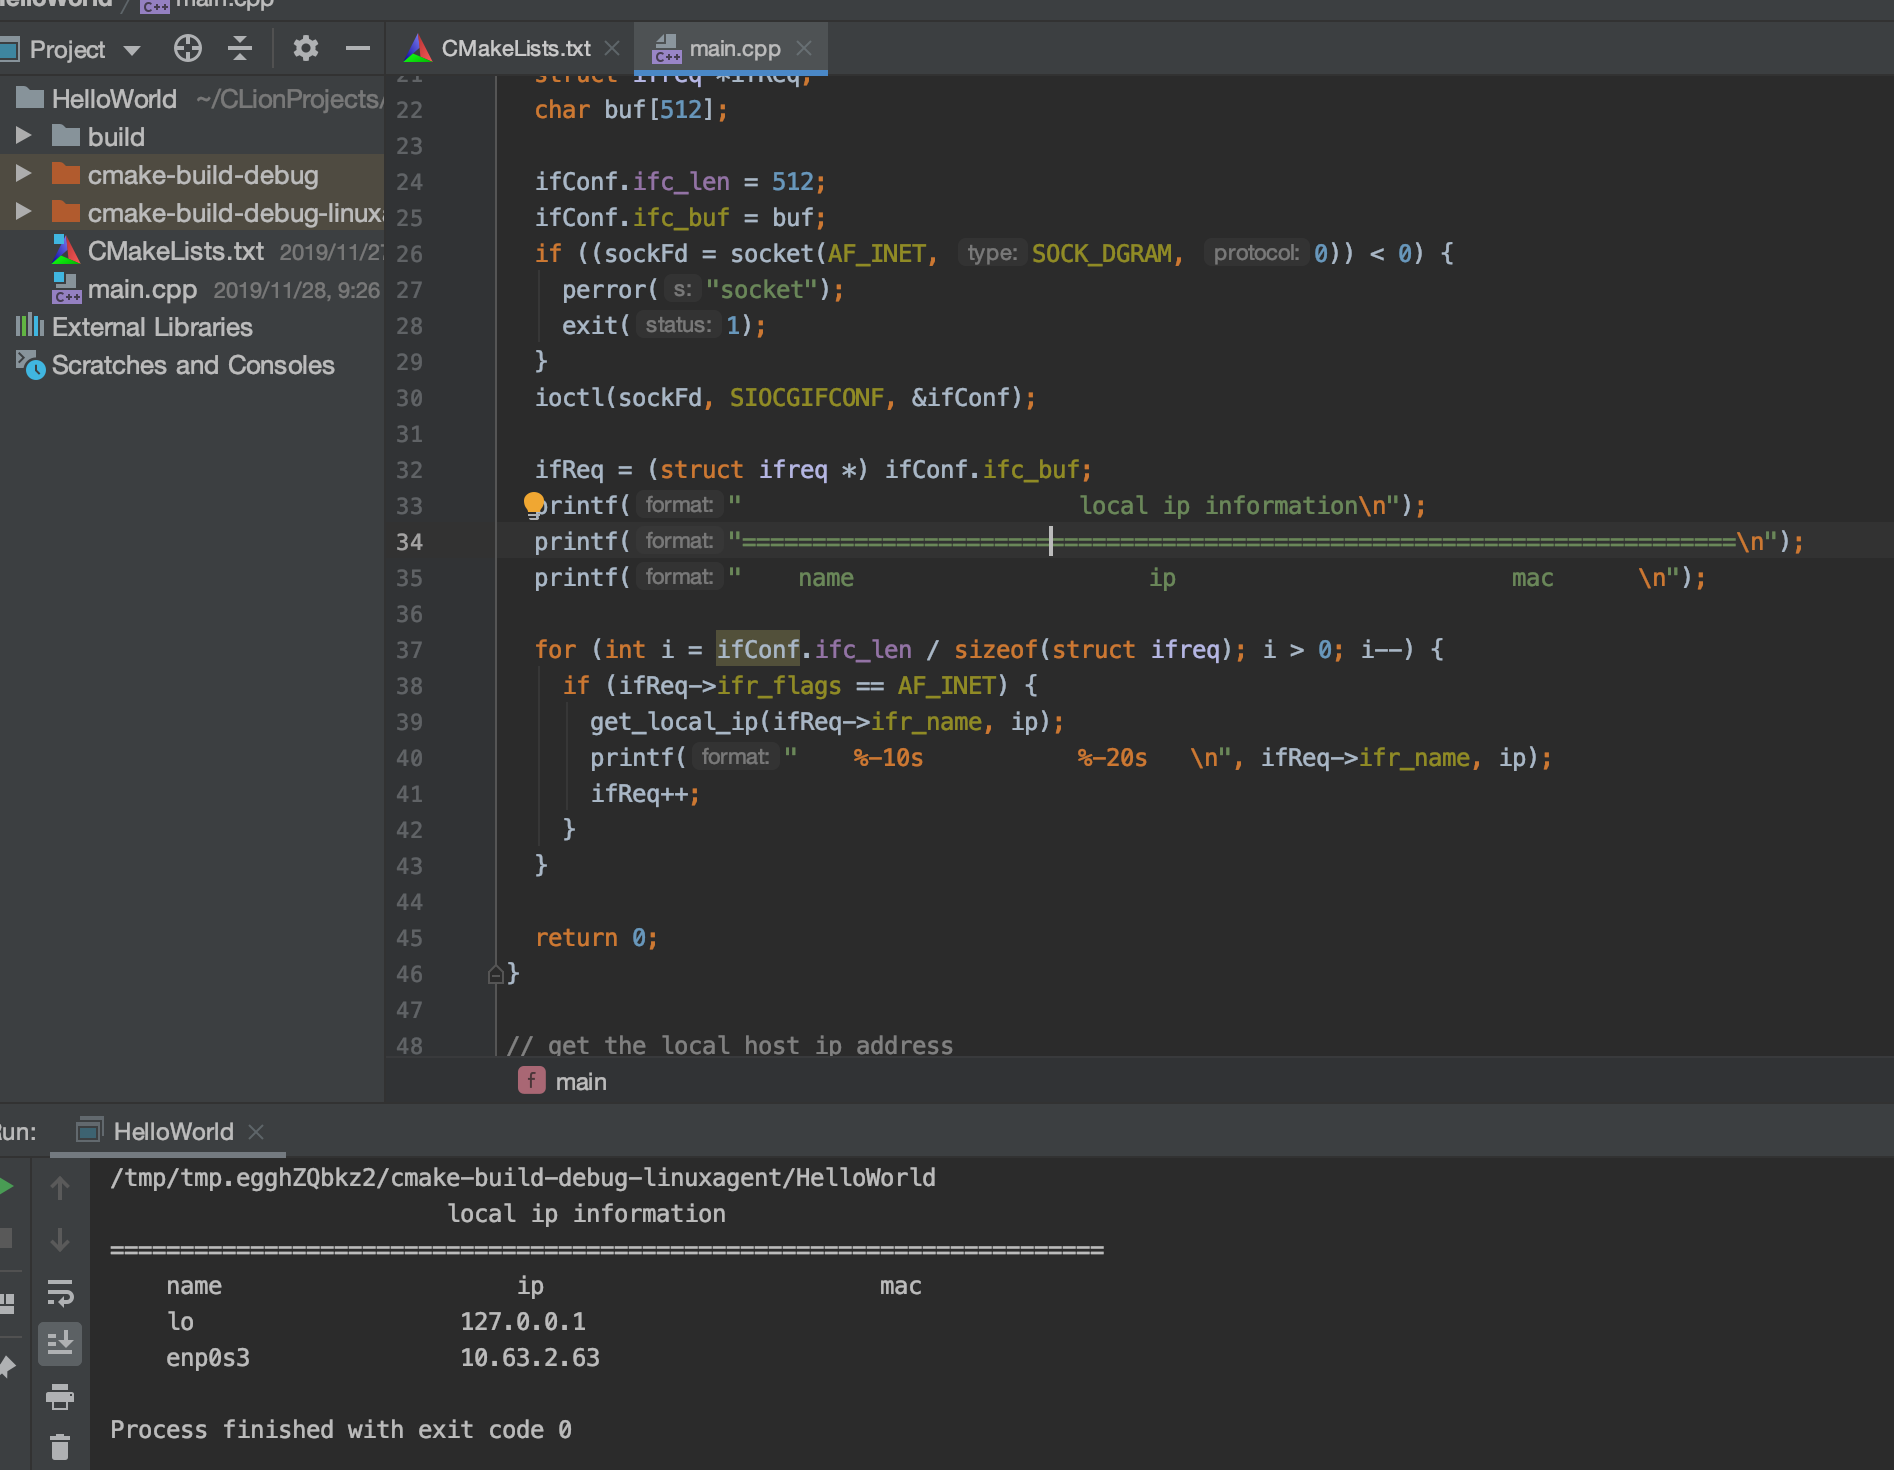 HelloWorld / main.cpp
Project
CMakeLists.txt
main.cpp
HelloWorld ~/CLionProjects/
build
cmake-build-debug
cmake-build-debug-linux
CMakeLists.txt 2019/11/27
main.cpp 2019/11/28, 9:26
External Libraries
Scratches and Consoles
21 struct ifreq *ifReq;
22 char buf[512];
23
24 ifConf.ifc_len = 512;
25 ifConf.ifc_buf = buf;
26 if ((sockFd = socket(AF_INET, type: SOCK_DGRAM, protocol: 0)) < 0) {
27 perror( s: "socket");
28 exit( status: 1);
29 }
30 ioctl(sockFd, SIOCGIFCONF, &ifConf);
31
32 ifReq = (struct ifreq *) ifConf.ifc_buf;
33 printf( format: "                        local ip information\n");
34 printf( format: "=======================================================================\n");
35 printf( format: "    name                     ip                        mac      \n");
36
37 for (int i = ifConf.ifc_len / sizeof(struct ifreq); i > 0; i--) {
38 if (ifReq->ifr_flags == AF_INET) {
39 get_local_ip(ifReq->ifr_name, ip);
40 printf( format: "    %-10s           %-20s   \n", ifReq->ifr_name, ip);
41 ifReq++;
42 }
43 }
44
45 return 0;
46 }
47
48 // get the local host ip address
f main
Run: HelloWorld
/tmp/tmp.egghZQbkz2/cmake-build-debug-linuxagent/HelloWorld
                        local ip information
=======================================================================
    name                     ip                        mac
    lo                   127.0.0.1
    enp0s3               10.63.2.63
Process finished with exit code 0